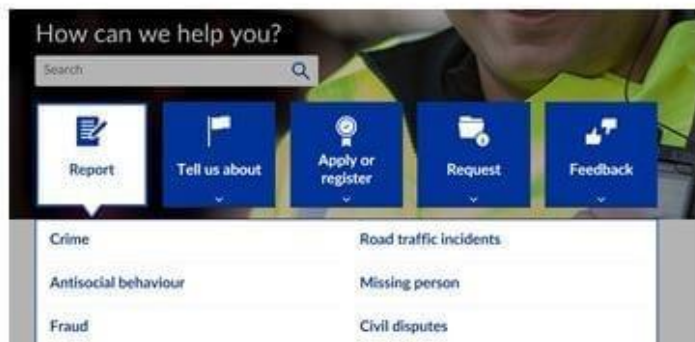 How can we help you?
Search
Report
Tell us about
Apply or
register
Request
Feedback
Crime
Road traffic incidents
Antisocial behaviour
Missing person
Fraud
Civil disputes